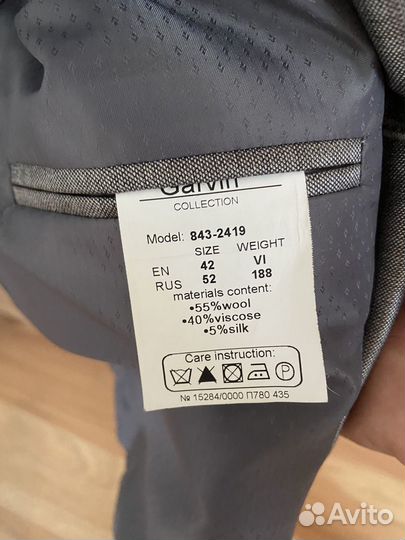 Garvin
COLLECTION
Model: 843-2419
SIZE WEIGHT
EN 42 VI
RUS 52 188
materials content:
•55%wool
•40%viscose
•5%silk
Care instruction:
P
№ 15284/0000 П780 435
Avito